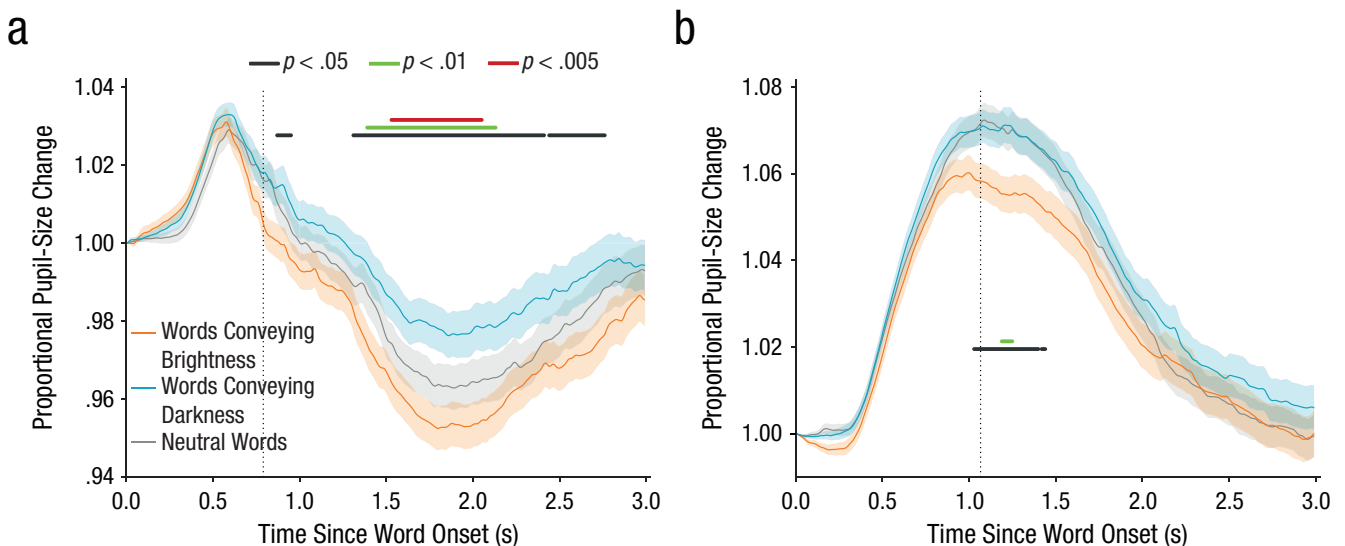 a
p < .05 p < .01 p < .005
1.04
1.02
1.00
.98
.96
.94
Proportional Pupil-Size Change
Words Conveying
Brightness
Words Conveying
Darkness
Neutral Words
0.0 0.5 1.0 1.5 2.0 2.5 3.0
Time Since Word Onset (s)
b
1.08
1.06
1.04
1.02
1.00
Proportional Pupil-Size Change
0.0 0.5 1.0 1.5 2.0 2.5 3.0
Time Since Word Onset (s)